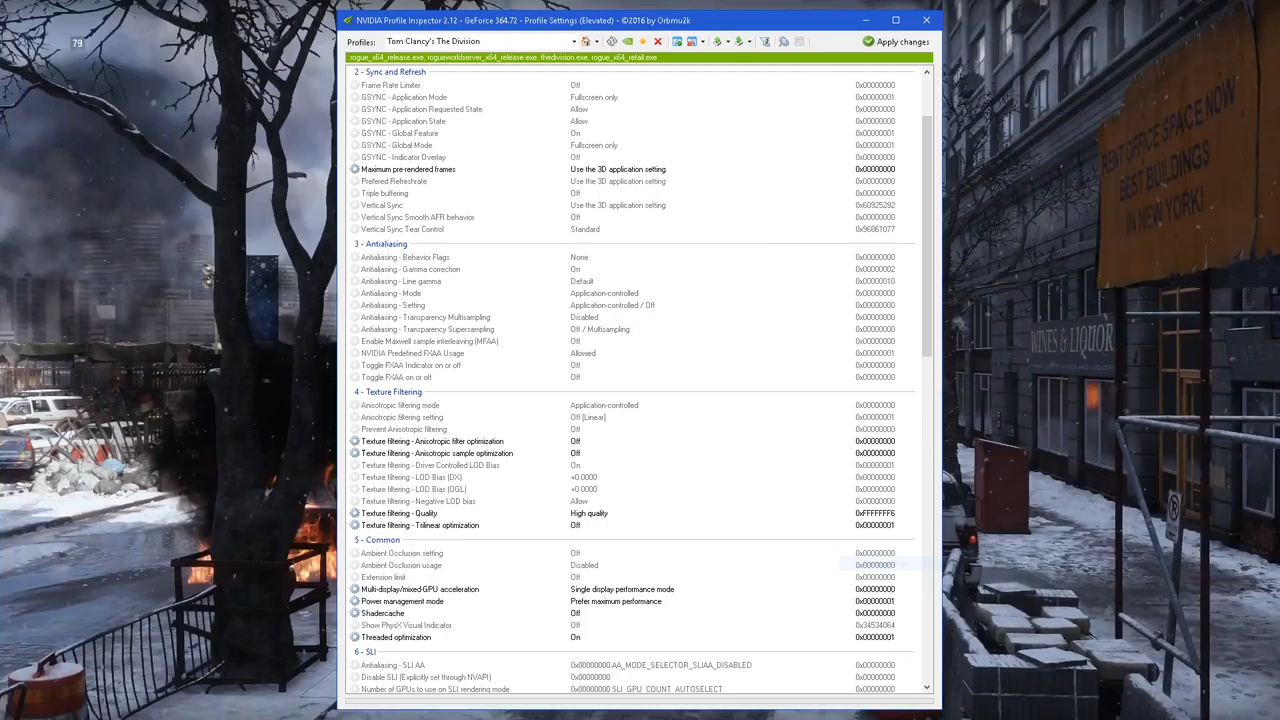 79
NVIDIA Profile Inspector 2.12 - GeForce 364.72 - Profile Settings (Elevated) - ©2016 by Orbmu2k
Profiles: Tom Clancy's The Division Apply changes
rogue_x64_release.exe, rogueworldserver_x64_release.exe, thedivision.exe, rogue_x64_retail.exe
2 - Sync and Refresh
Frame Rate Limiter Off 0x00000000
GSYNC - Application Mode Fullscreen only 0x00000001
GSYNC - Application Requested State Allow 0x00000000
GSYNC - Application State Allow 0x00000000
GSYNC - Global Feature On 0x00000001
GSYNC - Global Mode Fullscreen only 0x00000001
GSYNC - Indicator Overlay Off 0x00000000
Maximum pre-rendered frames Use the 3D application setting 0x00000000
Prefered Refreshrate Use the 3D application setting 0x00000000
Triple buffering Off 0x00000000
Vertical Sync Use the 3D application setting 0x60925292
Vertical Sync Smooth AFR behavior Off 0x00000000
Vertical Sync Tear Control Standard 0x96861077
3 - Antialiasing
Antialiasing - Behavior Flags None 0x00000000
Antialiasing - Gamma correction On 0x00000002
Antialiasing - Line gamma Default 0x00000010
Antialiasing - Mode Application-controlled 0x00000000
Antialiasing - Setting Application-controlled / Off 0x00000000
Antialiasing - Transparency Multisampling Disabled 0x00000000
Antialiasing - Transparency Supersampling Off / Multisampling 0x00000000
Enable Maxwell sample interleaving (MFAA) Off 0x00000000
NVIDIA Predefined FXAA Usage Allowed 0x00000001
Toggle FXAA Indicator on or off Off 0x00000000
Toggle FXAA on or off Off 0x00000000
4 - Texture Filtering
Anisotropic filtering mode Application-controlled 0x00000000
Anisotropic filtering setting Off [Linear] 0x00000001
Prevent Anisotropic filtering Off 0x00000000
Texture filtering - Anisotropic filter optimization Off 0x00000000
Texture filtering - Anisotropic sample optimization Off 0x00000000
Texture filtering - Driver Controlled LOD Bias On 0x00000001
Texture filtering - LOD Bias (DX) +0.0000 0x00000000
Texture filtering - LOD Bias (OGL) +0.0000 0x00000000
Texture filtering - Negative LOD bias Allow 0x00000000
Texture filtering - Quality High quality 0xFFFFFFF6
Texture filtering - Trilinear optimization Off 0x00000001
5 - Common
Ambient Occlusion setting Off 0x00000000
Ambient Occlusion usage Disabled 0x00000000
Extension limit Off 0x00000000
Multi-display/mixed-GPU acceleration Single display performance mode 0x00000000
Power management mode Prefer maximum performance 0x00000001
Shadercache Off 0x00000000
Show PhysX Visual Indicator Off 0x34534064
Threaded optimization On 0x00000001
6 - SLI
Antialiasing - SLI AA 0x00000000 AA_MODE_SELECTOR_SLIAA_DISABLED 0x00000000
Disable SLI (Explicitly set through NVAPI) 0x00000000 0x00000000
Number of GPUs to use on SLI rendering mode 0x00000000 SLI_GPU_COUNT_AUTOSELECT 0x00000000
RENT OFFICE SPACE NOW
BEST BUILDINGS
IN NEW YORK!
WINES & LIQUOR